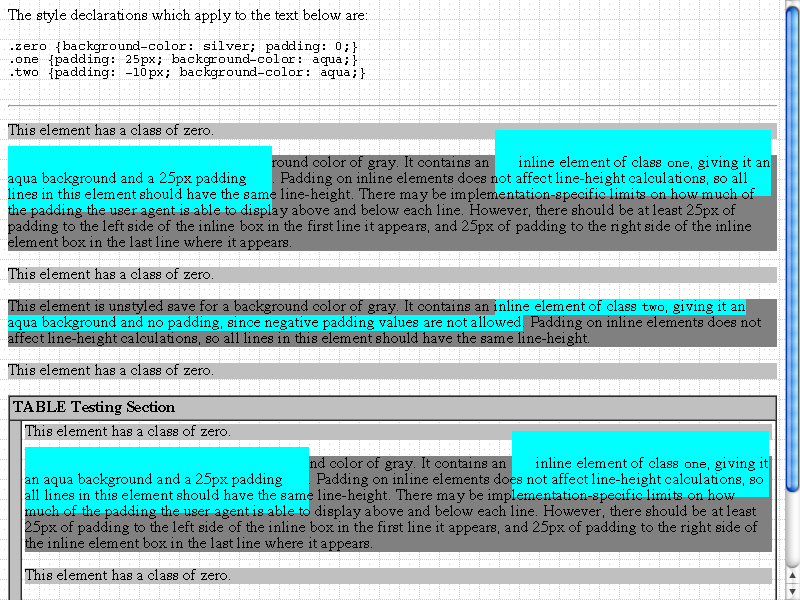 The style declarations which apply to the text below are:
.zero {background-color: silver; padding: 0;}
.one {padding: 25px; background-color: aqua;}
.two {padding: -10px; background-color: aqua;}
This element has a class of zero.
round color of gray. It contains an inline element of class one, giving it an
aqua background and a 25px padding. Padding on inline elements does not affect line-height calculations, so all
lines in this element should have the same line-height. There may be implementation-specific limits on how much of
the padding the user agent is able to display above and below each line. However, there should be at least 25px of
padding to the left side of the inline box in the first line it appears, and 25px of padding to the right side of the inline
element box in the last line where it appears.
This element has a class of zero.
This element is unstyled save for a background color of gray. It contains an inline element of class two, giving it an
aqua background and no padding, since negative padding values are not allowed. Padding on inline elements does not
affect line-height calculations, so all lines in this element should have the same line-height.
This element has a class of zero.
TABLE Testing Section
This element has a class of zero.
nd color of gray. It contains an inline element of class one, giving it
an aqua background and a 25px padding. Padding on inline elements does not affect line-height calculations, so
all lines in this element should have the same line-height. There may be implementation-specific limits on how
much of the padding the user agent is able to display above and below each line. However, there should be at least
25px of padding to the left side of the inline box in the first line it appears, and 25px of padding to the right side of
the inline element box in the last line where it appears.
This element has a class of zero.